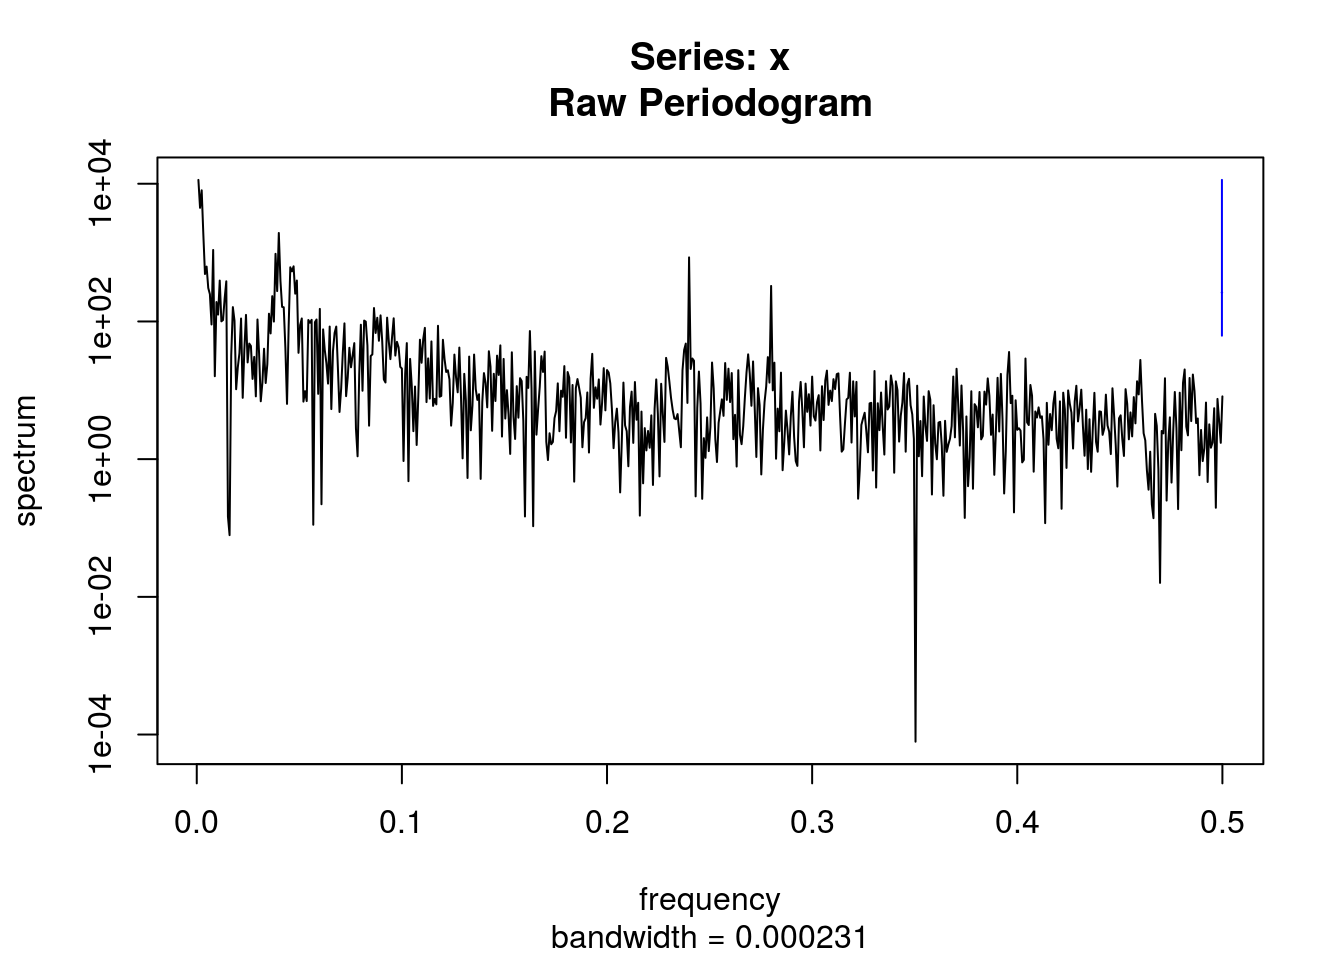 Series: x
Raw Periodogram
1e+04
1e+02
1e+00
1e-02
1e-04
spectrum
0.0 0.1 0.2 0.3 0.4 0.5
frequency
bandwidth = 0.000231